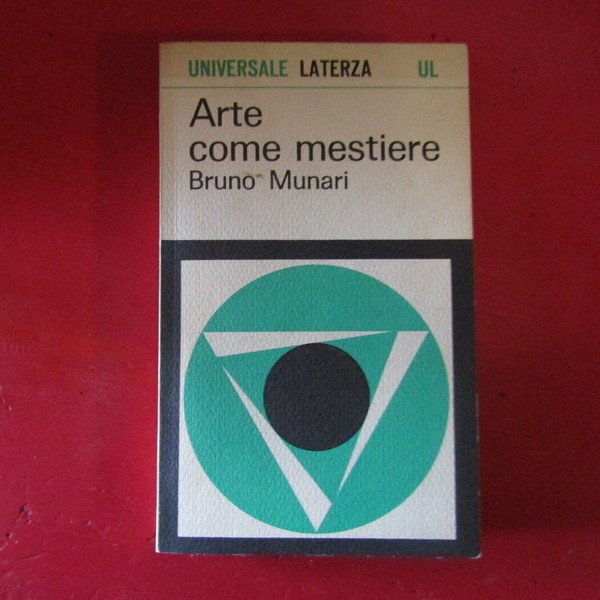 UNIVERSALE LATERZA UL
Arte
come mestiere
Bruno Munari